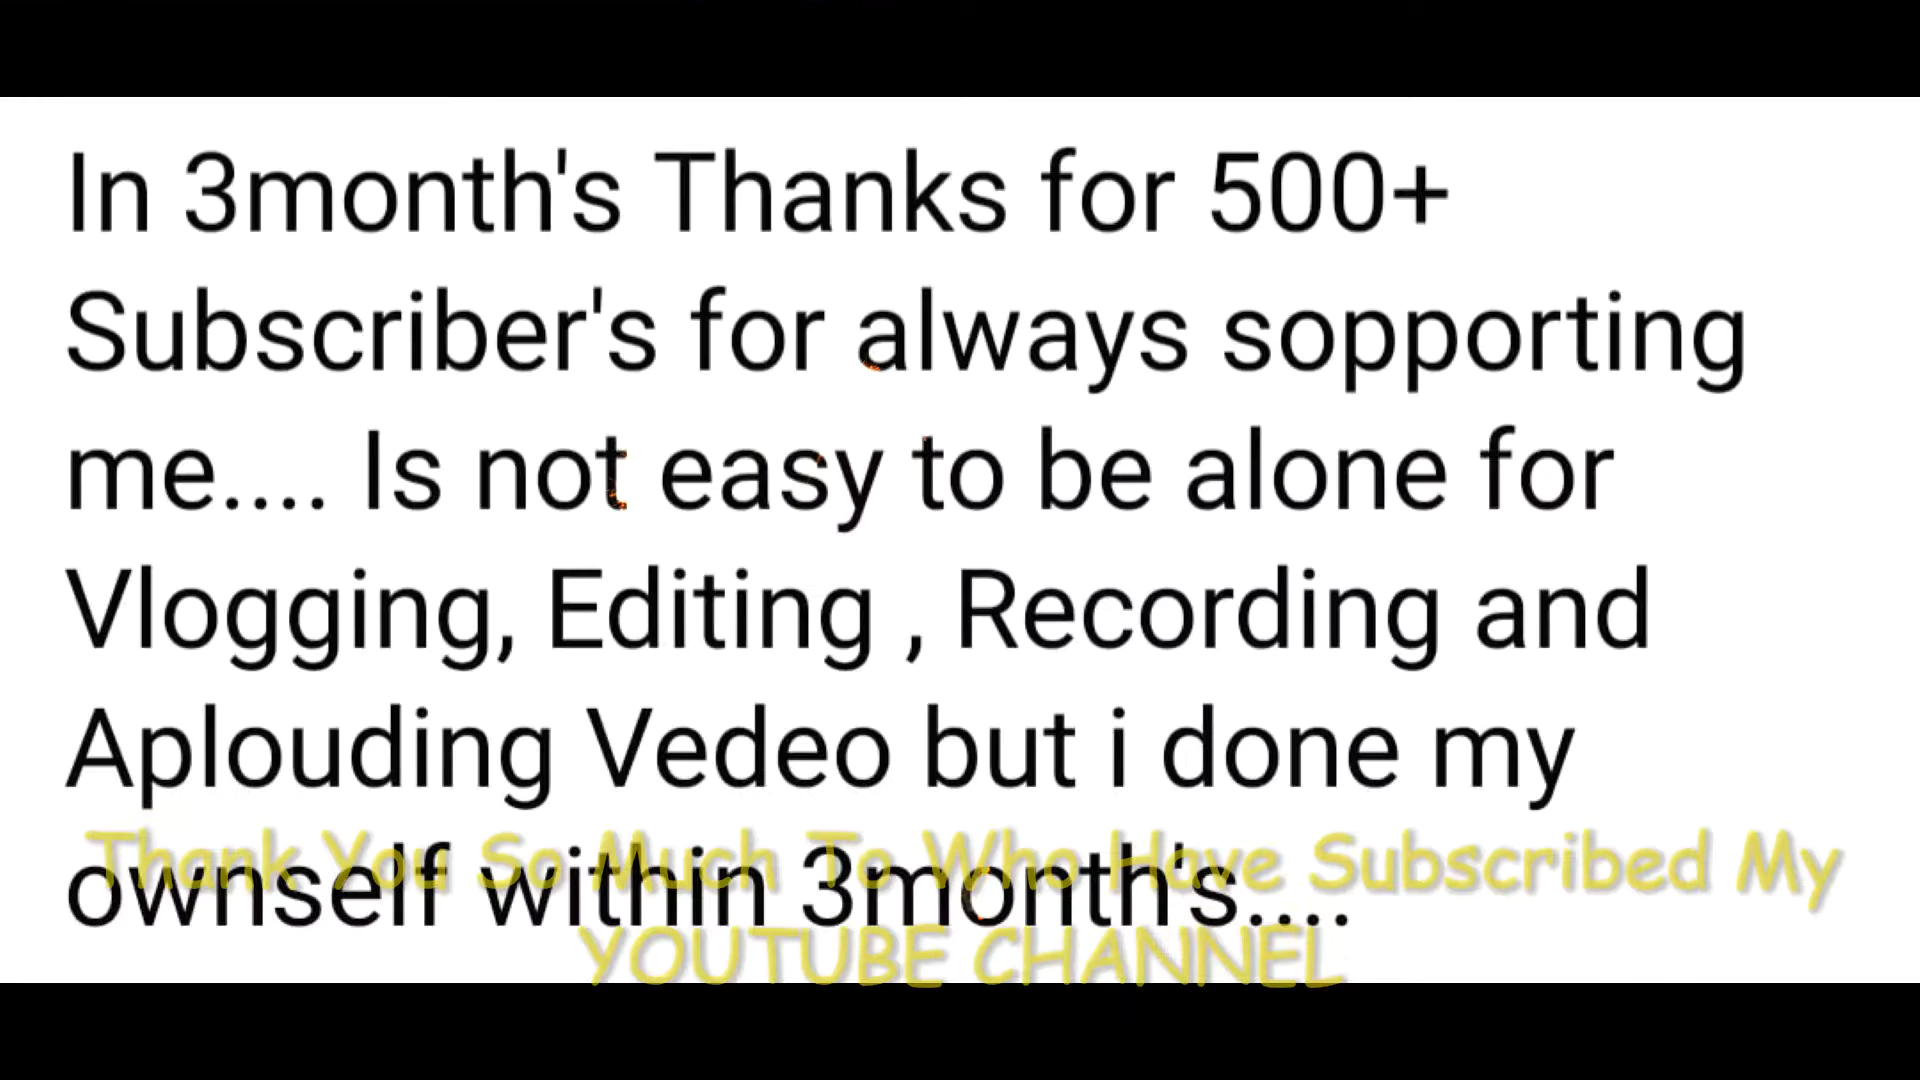 In 3month's Thanks for 500+
Subscriber's for always sopporting
me.... Is not easy to be alone for
Vlogging, Editing , Recording and
Aplouding Vedeo but i done my
ownself within 3month's....
Thank You So Much To Who Have Subscribed My
YOUTUBE CHANNEL